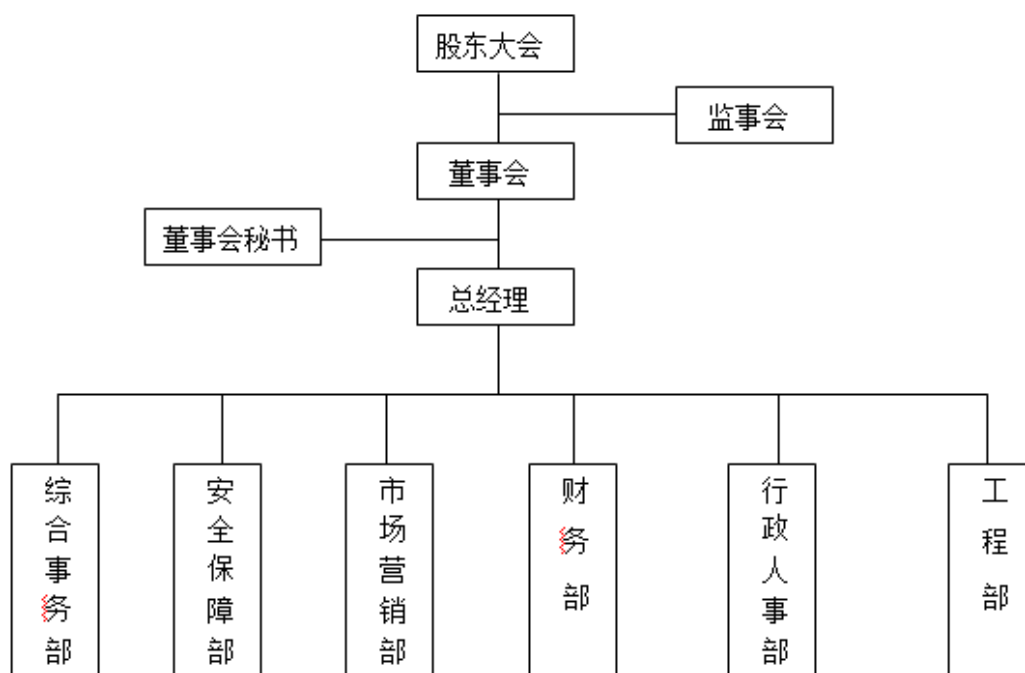 股东大会
监事会
董事会
董事会秘书
总经理
综合事务部
安全保障部
市场营销部
财务部
行政人事部
工程部